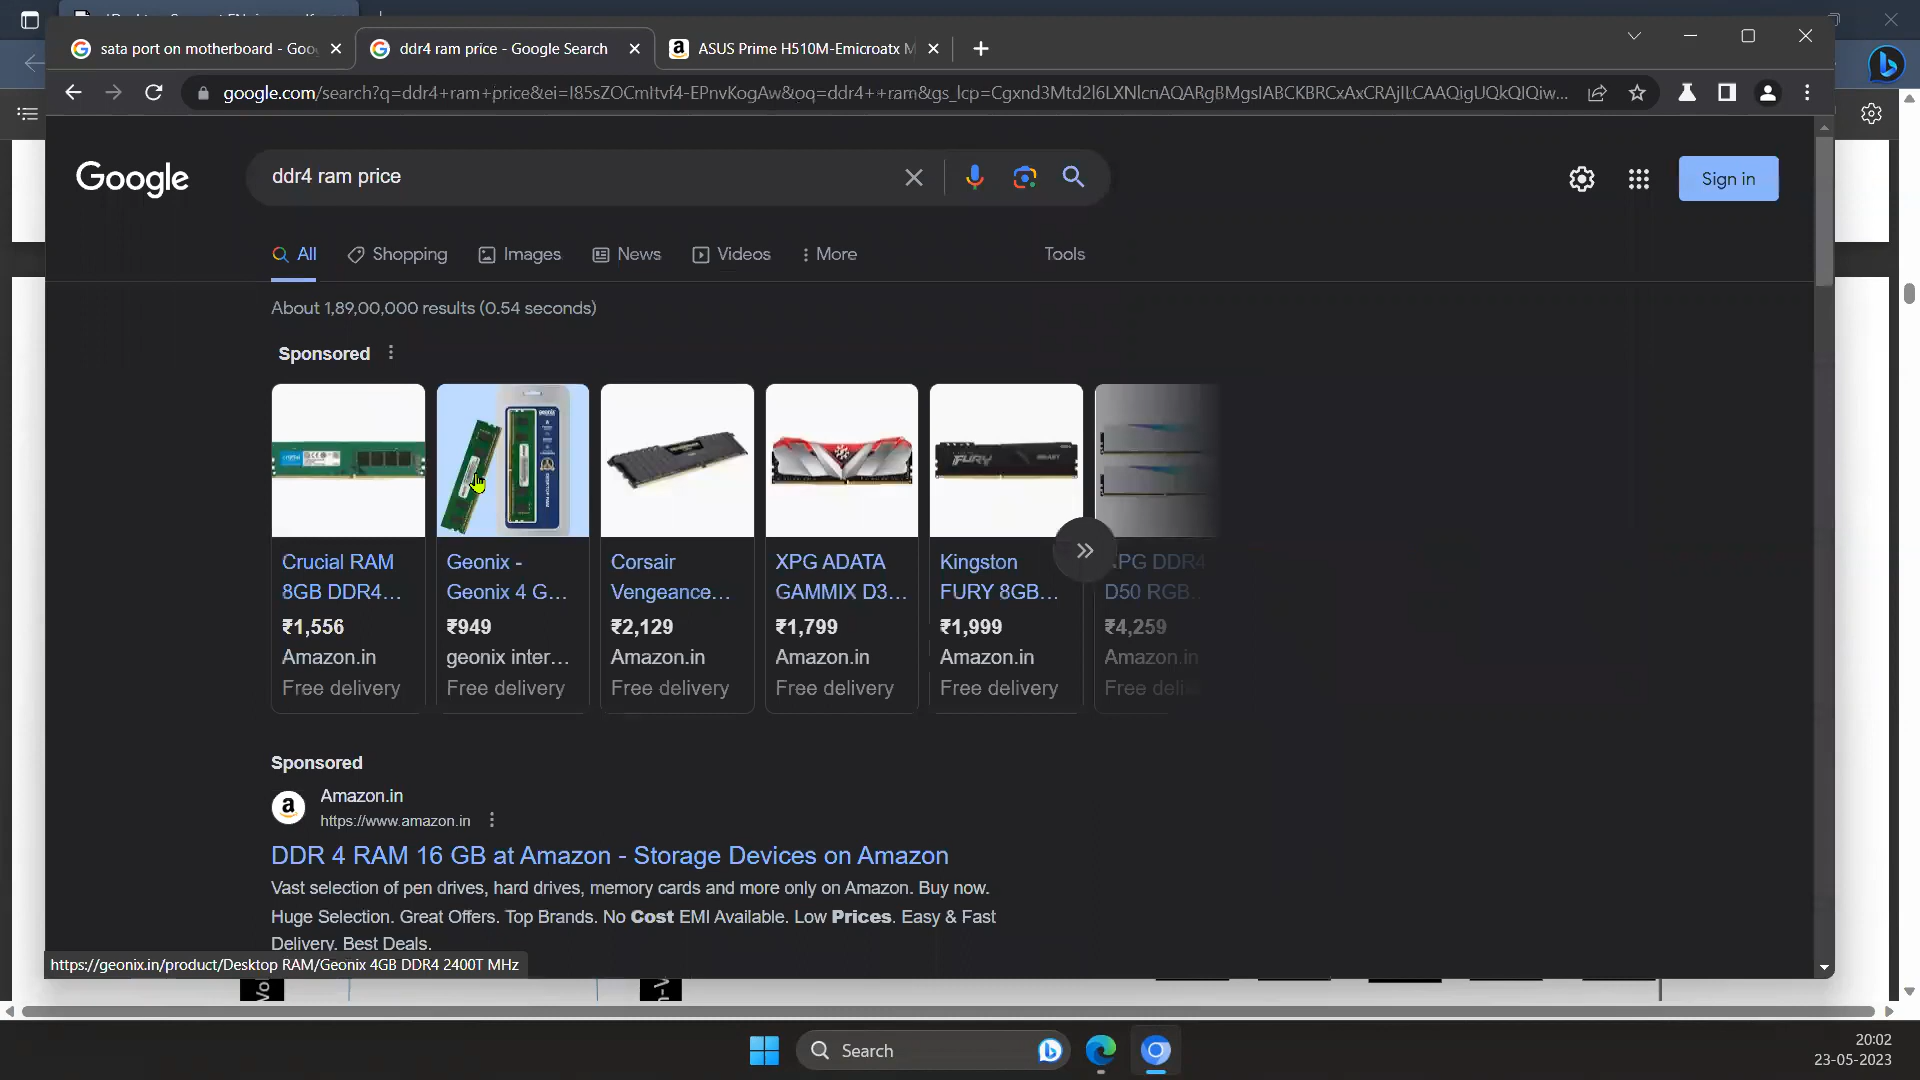 sata port on motherboard - Goo
ddr4 ram price - Google Search
ASUS Prime H510M-Emicroatx M
google.com/search?q=ddr4+ram+price&ei=I85sZOCmItvf4-EPnvKogAw&oq=ddr4++ram&gs_lcp=Cgxnd3Mtd2l6LXNlcnAQARgBMgsIABCKBRCxAxCRAjILCAAQigUQkQIQiw...
Google
ddr4 ram price
Sign in
All
Shopping
Images
News
Videos
More
Tools
About 1,89,00,000 results (0.54 seconds)
Sponsored
Crucial RAM
8GB DDR4...
₹1,556
Amazon.in
Free delivery
Geonix -
Geonix 4 G...
₹949
geonix inter...
Free delivery
Corsair
Vengeance...
₹2,129
Amazon.in
Free delivery
XPG ADATA
GAMMIX D3...
₹1,799
Amazon.in
Free delivery
FURY
Kingston
FURY 8GB...
₹1,999
Amazon.in
Free delivery
XPG DDR4
D50 RGB...
₹4,259
Amazon.in
Free deli
Sponsored
Amazon.in
https://www.amazon.in
DDR 4 RAM 16 GB at Amazon - Storage Devices on Amazon
Vast selection of pen drives, hard drives, memory cards and more only on Amazon. Buy now.
Huge Selection. Great Offers. Top Brands. No Cost EMI Available. Low Prices. Easy & Fast
Delivery. Best Deals.
https://geonix.in/product/Desktop RAM/Geonix 4GB DDR4 2400T MHz
Search
20:02
23-05-2023